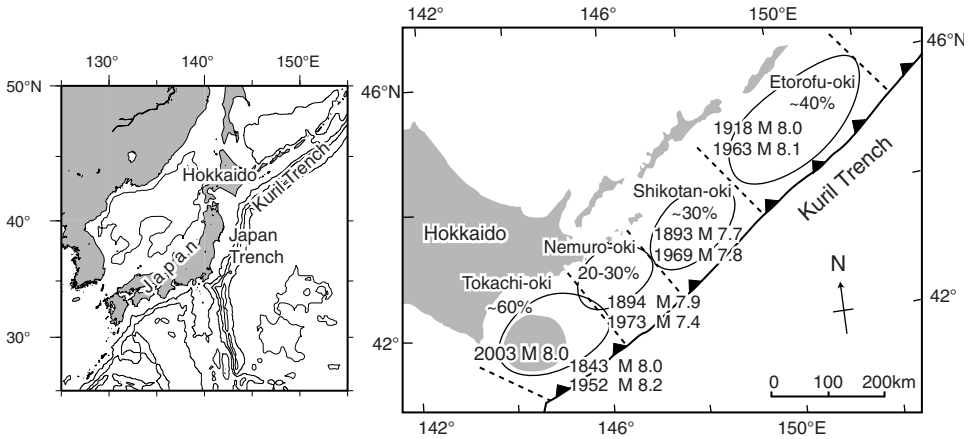 130°
140°
150°E
50°N
40°
30°
Hokkaido
Kuril Trench
Japan
Trench
Japan
142°
146°
150°E
46°N
46°N
42°
42°
142°
146°
150°E
Etorofu-oki
~40%
1918 M 8.0
1963 M 8.1
Kuril Trench
Shikotan-oki
~30%
1893 M 7.7
1969 M 7.8
Hokkaido
Nemuro-oki
20-30%
1894 M 7.9
1973 M 7.4
Tokachi-oki
~60%
2003 M 8.0
1843 M 8.0
1952 M 8.2
N
0 100 200km